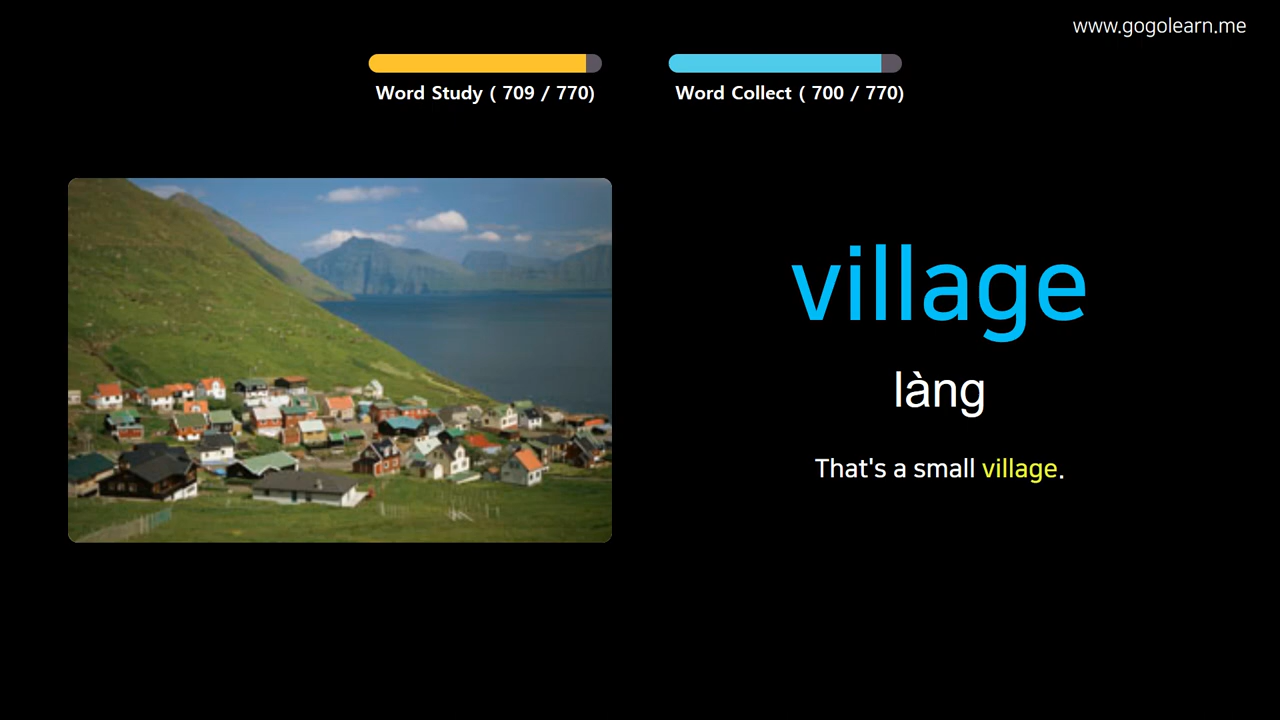 www.gogolearn.me
Word Study ( 709 / 770)
Word Collect ( 700 / 770)
village
làng
That's a small village.